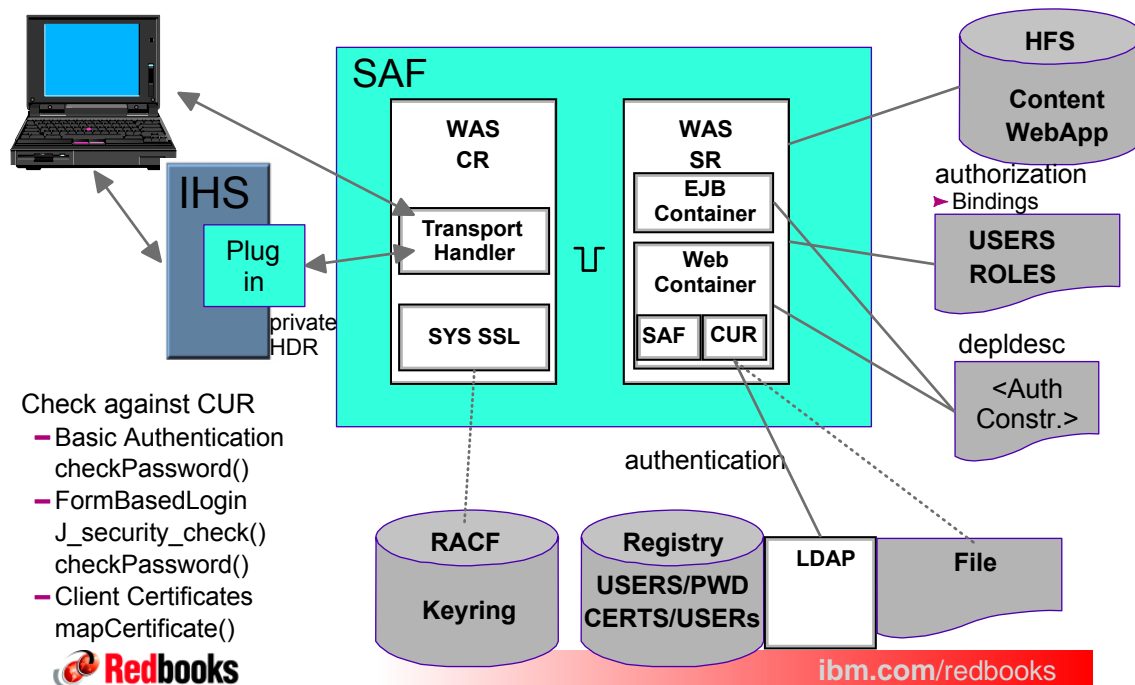 SAF
WAS
CR
Transport
Handler
SYS SSL
WAS
SR
EJB
Container
Web
Container
SAF
CUR
HFS
Content
WebApp
authorization
Bindings
USERS
ROLES
depldesc
<Auth
Constr.>
IHS
Plug
in
private
HDR
Check against CUR
Basic Authentication
checkPassword()
FormBasedLogin
J_security_check()
checkPassword()
Client Certificates
mapCertificate()
authentication
RACF
Keyring
Registry
USERS/PWD
CERTS/USERs
LDAP
File
Redbooks
ibm.com/redbooks